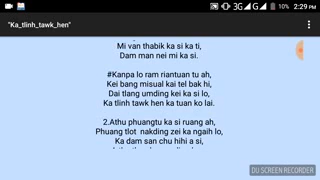 3G 4G 10% 2:29 PM
"Ka_tlinh_tawk_hen"
Mi van thabik ka si ka ti,
Dam man nei mi ka si.
#Kanpa lo ram riantuan tu ah,
Kei bang misual kai tel bak hi,
Dai tlang umding kei ka si lo,
Ka tlinh tawk hen ka tuan ko lai.
2.Athu phuangtu ka si ruang ah,
Phuang tlot nakding zei ka ngaih lo,
Ka dam san chu hihi a si,
DU SCREEN RECORDER